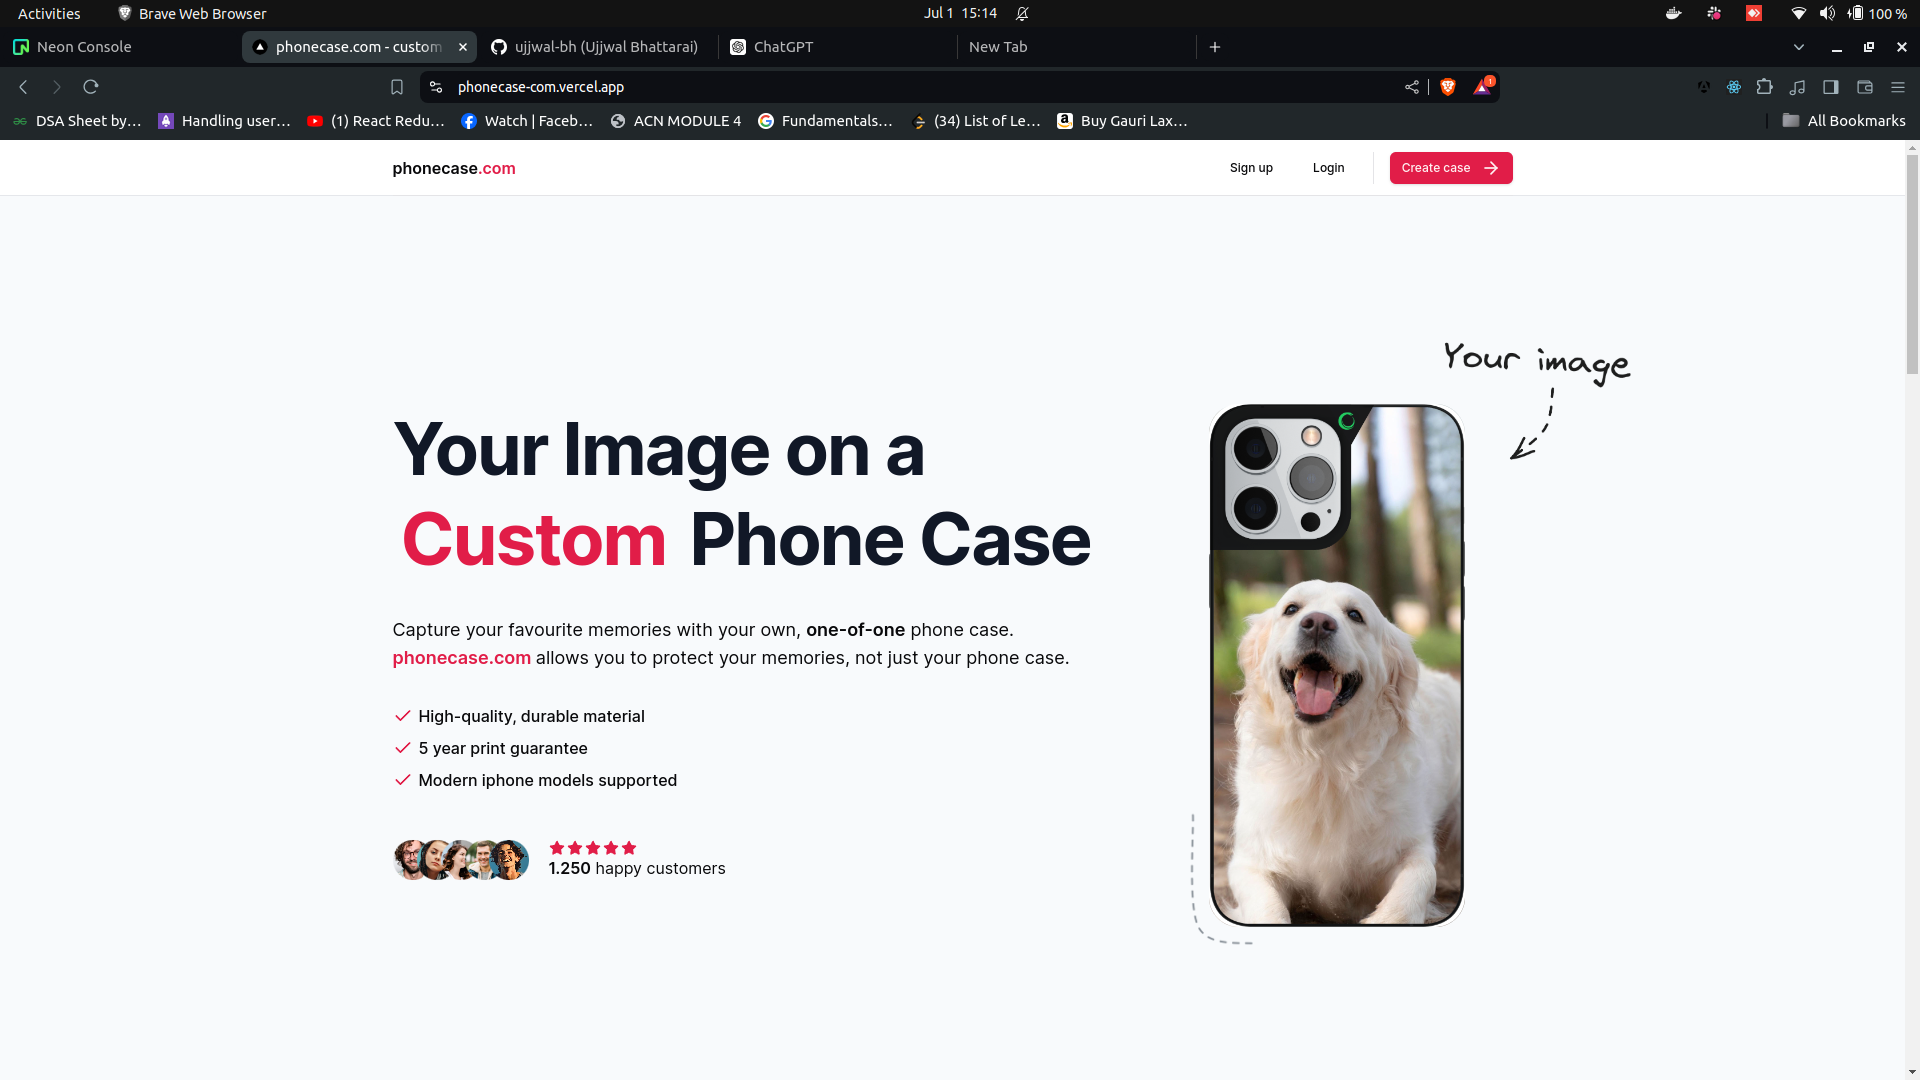 Activities
Brave Web Browser
Jul 1 15:14
100 %
Neon Console
phonecase.com - custom
ujjwal-bh (Ujjwal Bhattarai)
ChatGPT
New Tab
phonecase-com.vercel.app
1
DSA Sheet by...
Handling user...
(1) React Redu...
Watch | Faceb...
ACN MODULE 4
Fundamentals...
(34) List of Le...
Buy Gauri Lax...
All Bookmarks
phonecase.com
Sign up
Login
Create case
Your image
Your Image on a
Custom Phone Case
Capture your favourite memories with your own, one-of-one phone case.
phonecase.com allows you to protect your memories, not just your phone case.
High-quality, durable material
5 year print guarantee
Modern iphone models supported
1.250 happy customers